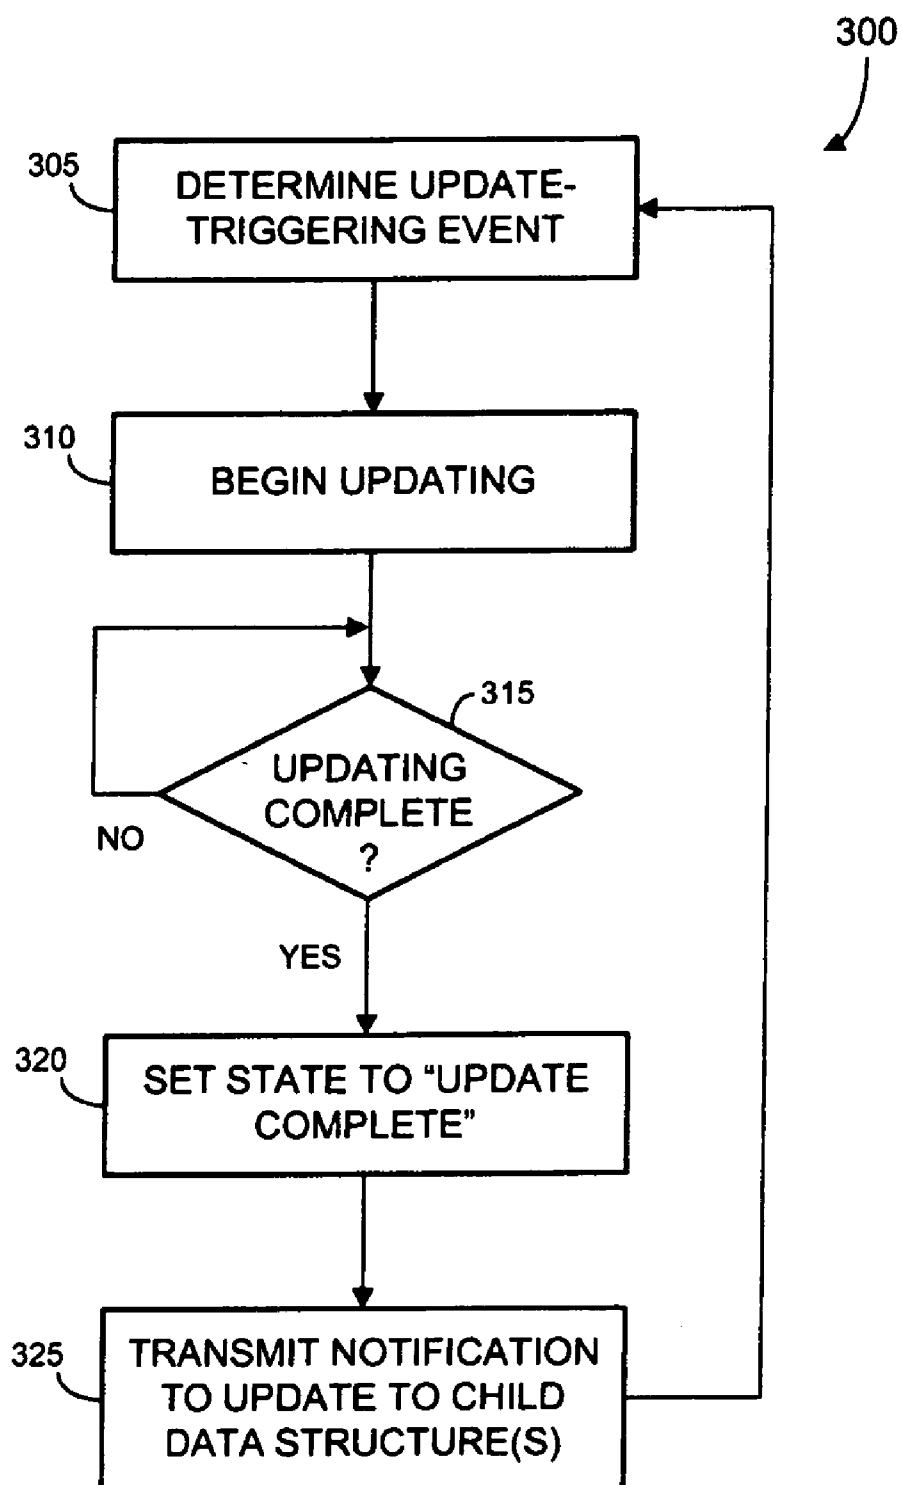 300
305
DETERMINE UPDATE-
TRIGGERING EVENT
310
BEGIN UPDATING
315
UPDATING
COMPLETE
?
NO
YES
320
SET STATE TO “UPDATE
COMPLETE”
325
TRANSMIT NOTIFICATION
TO UPDATE TO CHILD
DATA STRUCTURE(S)